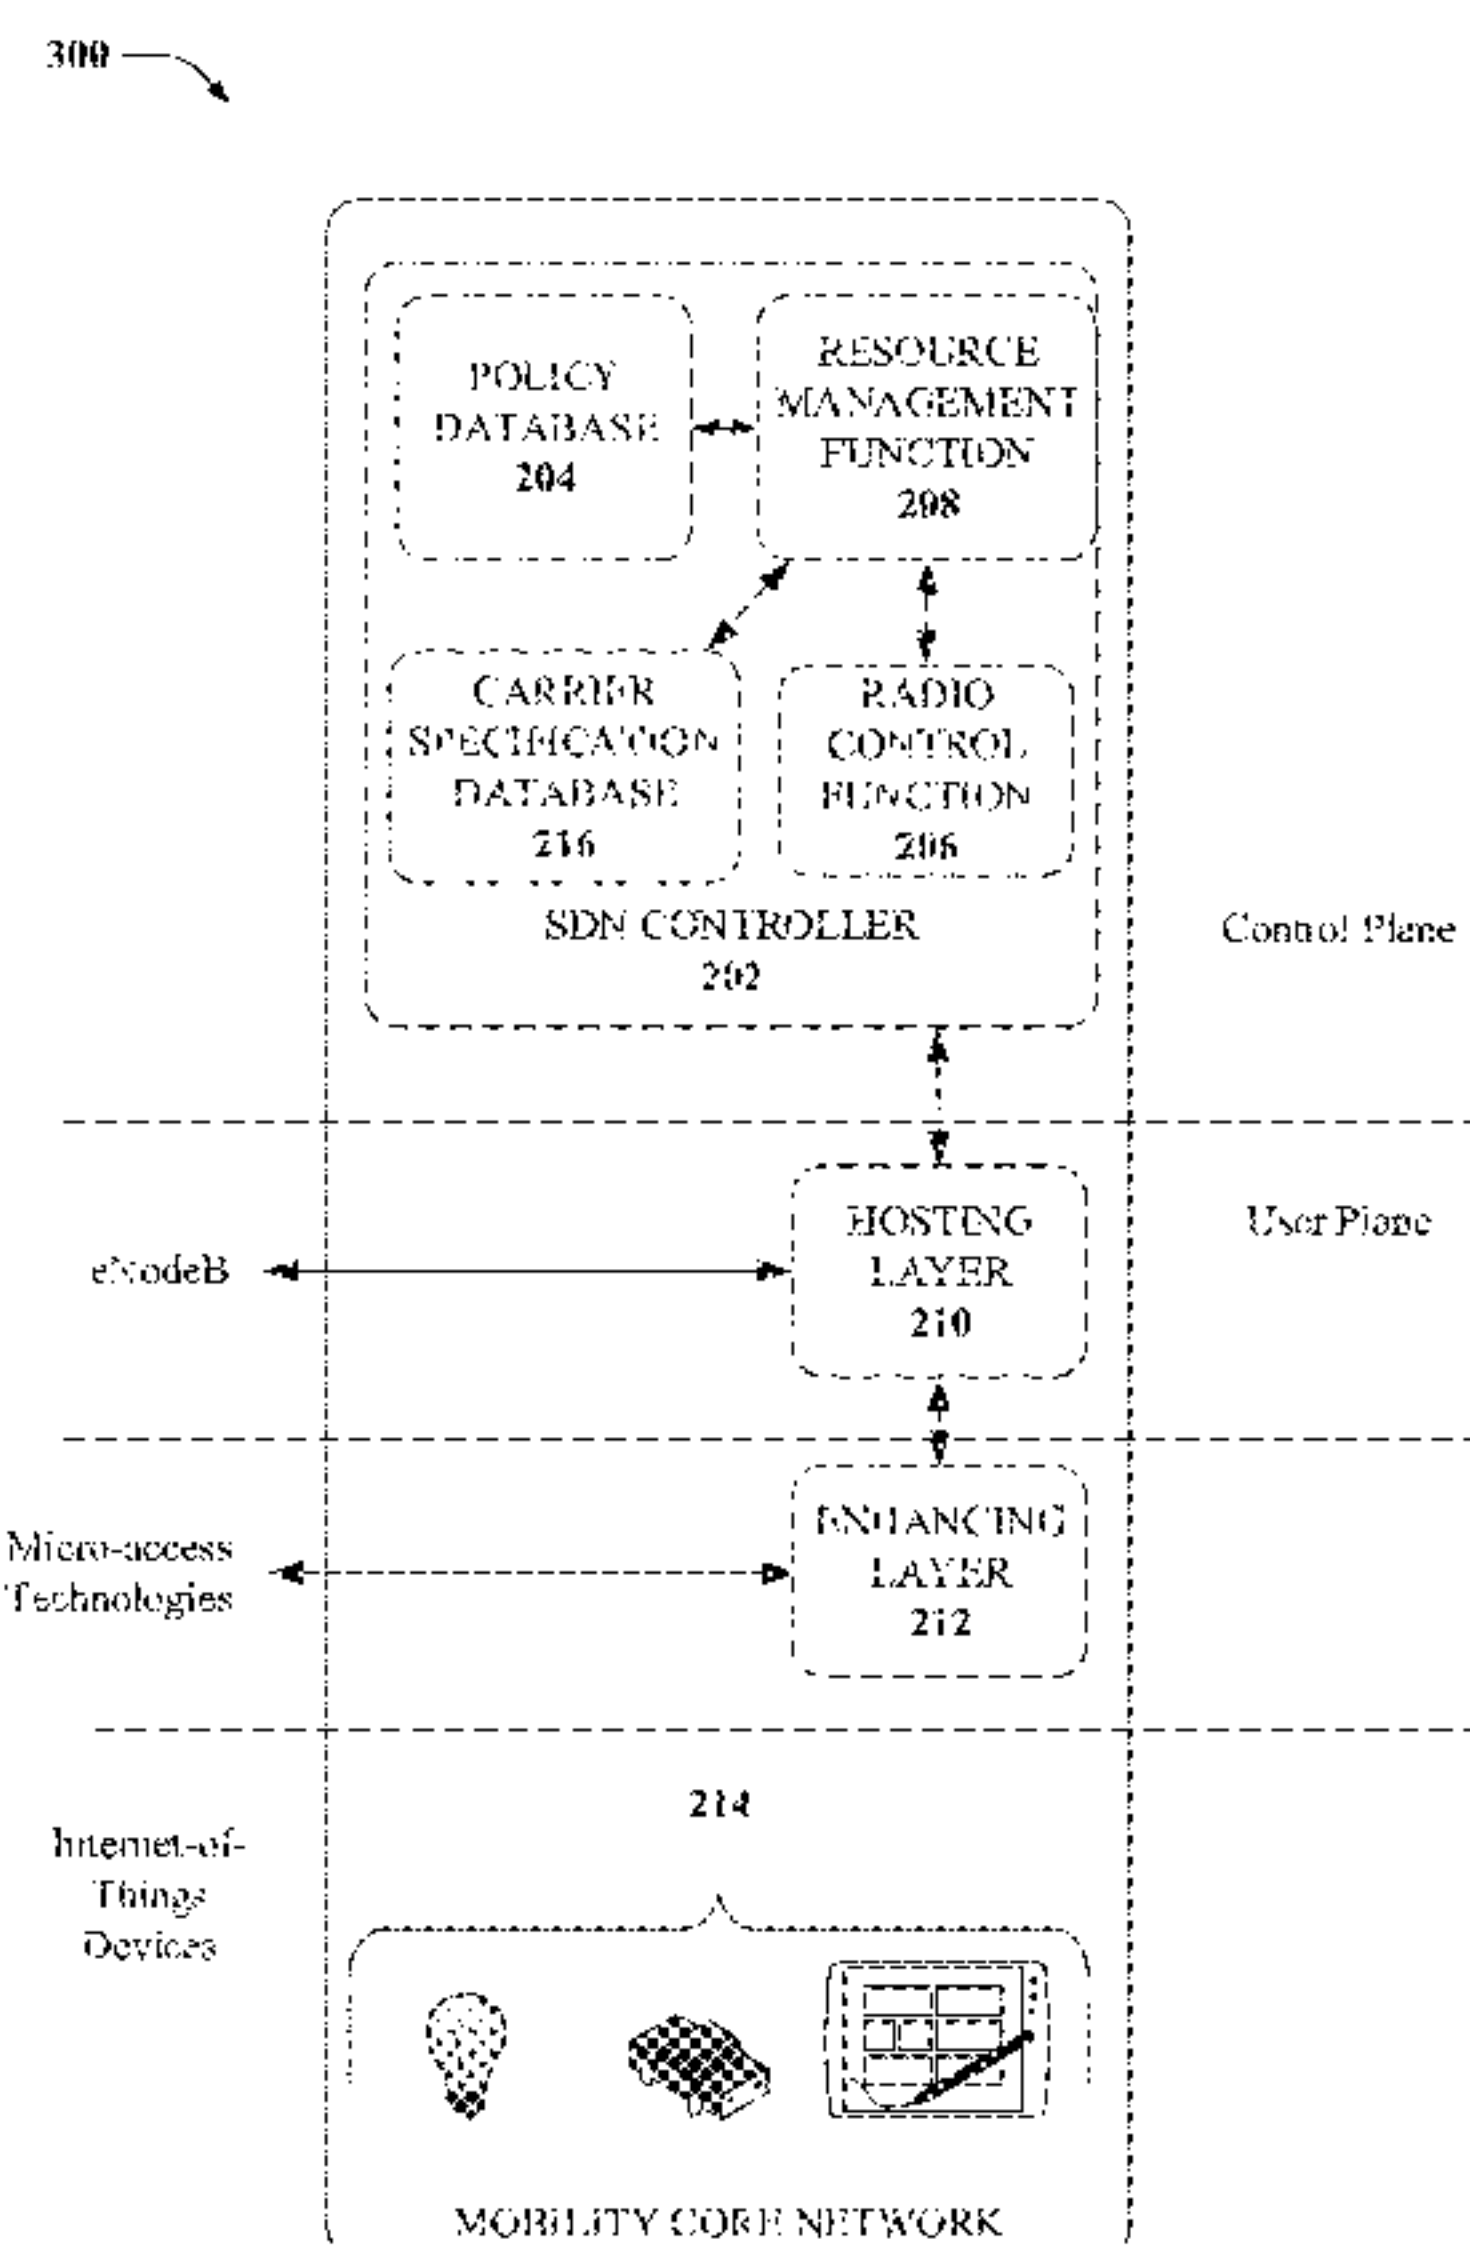 300
POLICY
DATABASE
204
RESOURCE
MANAGEMENT
FUNCTION
208
CARRIER
SPECIFICATION
DATABASE
216
RADIO
CONTROL
FUNCTION
206
SDN CONTROLLER
202
Control Plane
eNodeB
HOSTING
LAYER
210
User Plane
Micro-access
Technologies
ENHANCING
LAYER
212
214
Internet-of-
Things
Devices
MOBILITY CORE NETWORK